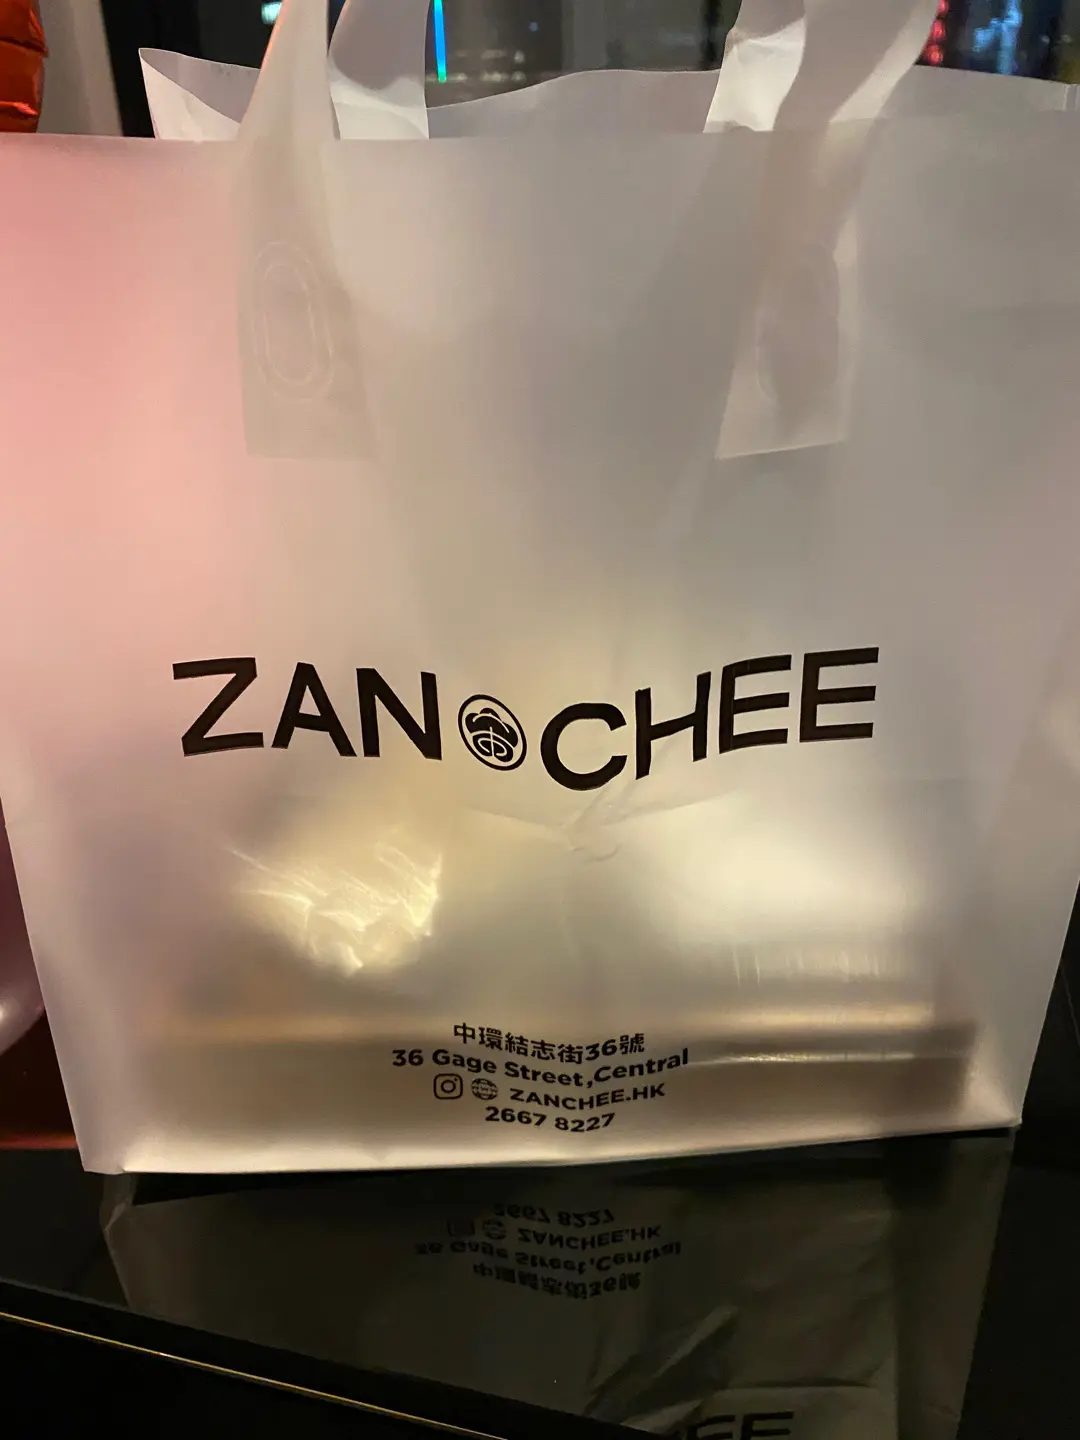 ZAN CHEE
中環結志街36號
36 Gage Street,Central
ZANCHEE.HK
2667 8227